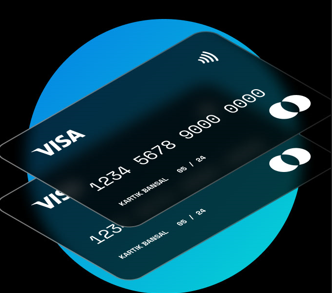 VISA
1234 5678 9000 0000
KARTIK BANSAL 05 / 24
VIS
123
KARTIK BANSAL 05 / 24